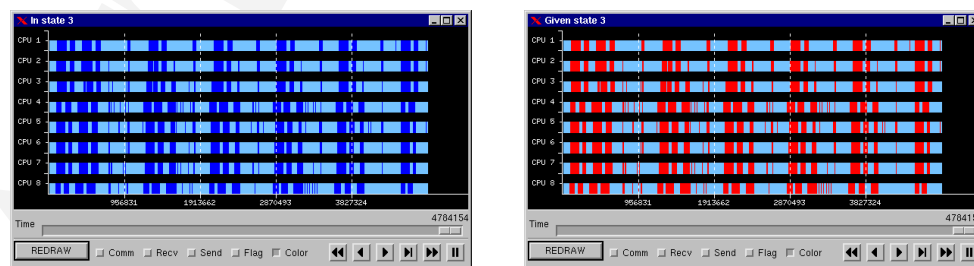 In state 3
CPU 1
CPU 2
CPU 3
CPU 4
CPU 5
CPU 6
CPU 7
CPU 8
956831 1913662 2870493 3827324
4784154
Time
REDRAW Comm Recv Send Flag Color
Given state 3
CPU 1
CPU 2
CPU 3
CPU 4
CPU 5
CPU 6
CPU 7
CPU 8
956831 1913662 2870493 3827324
478415
Time
REDRAW Comm Recv Send Flag Color